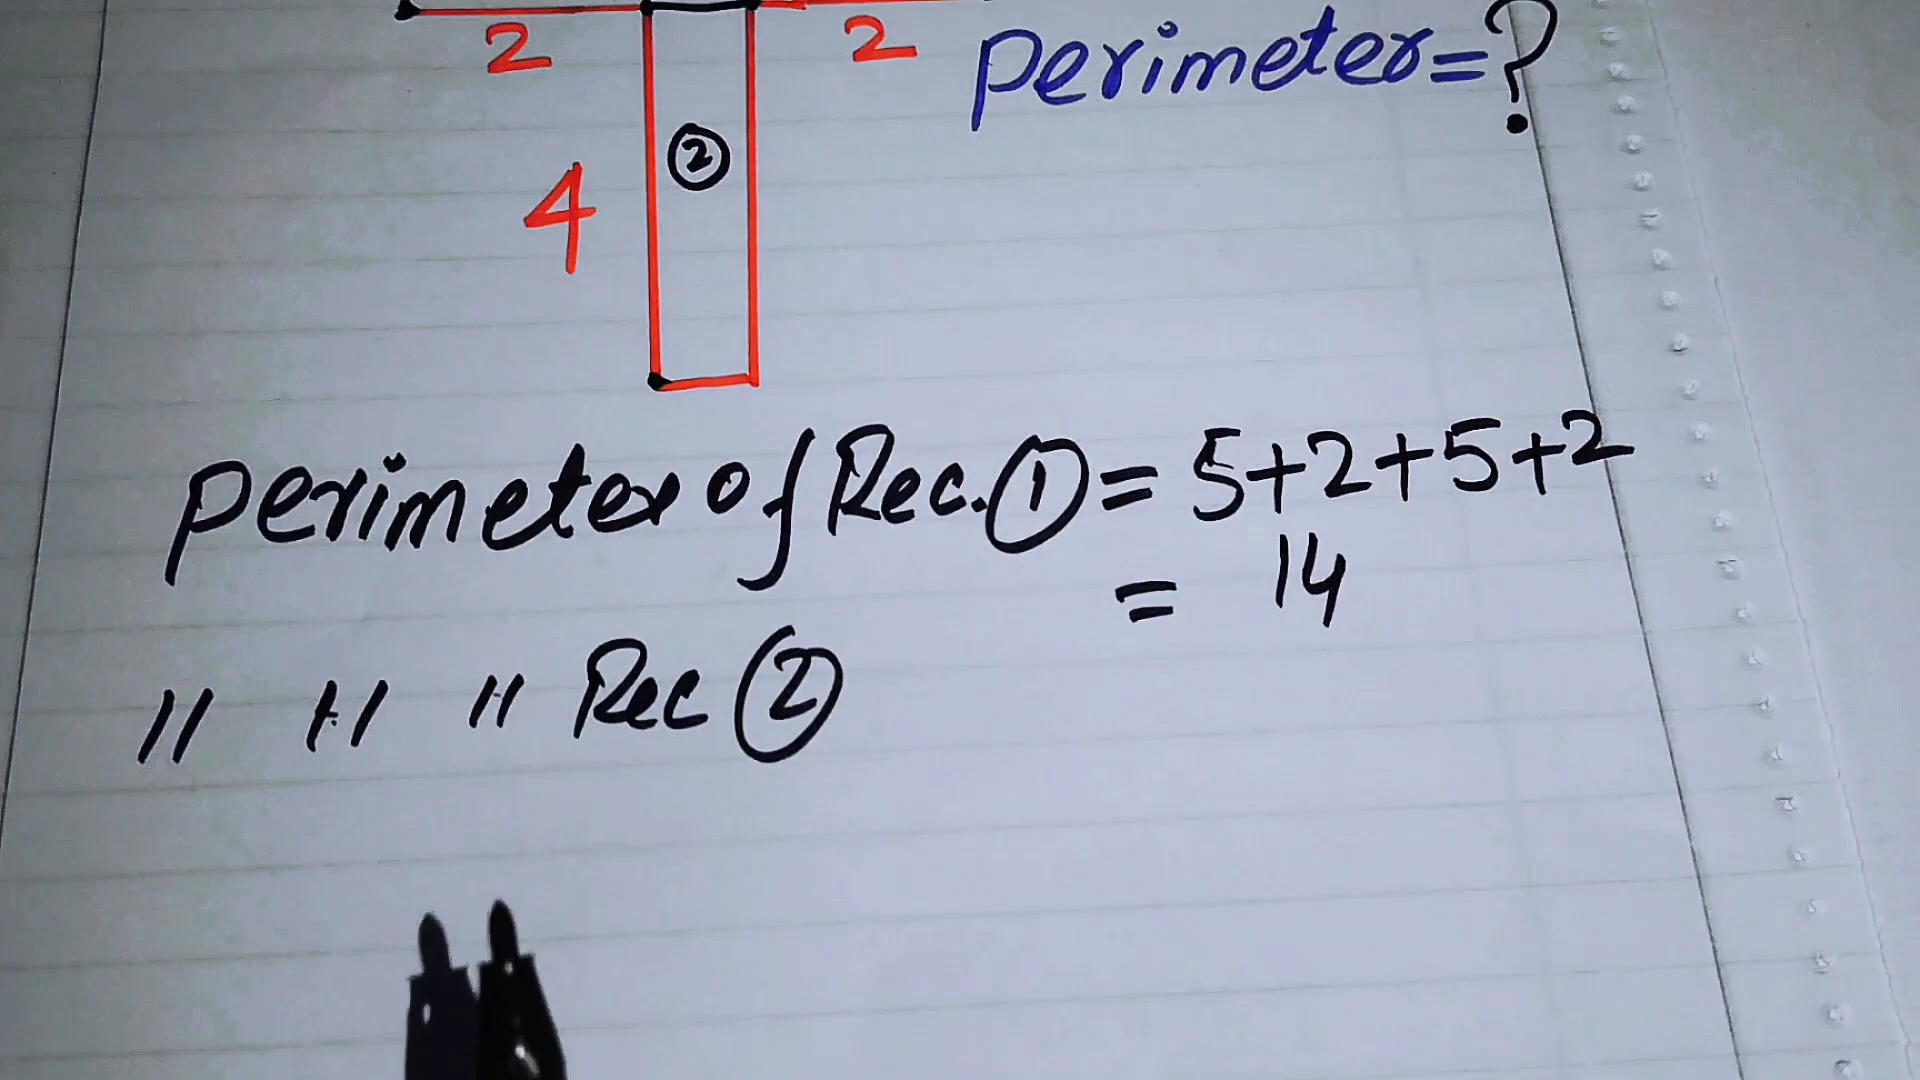 2 2 perimeter=?
②
4
perimeter of Rec. ① = 5+2+5+2
= 14
" " " Rec ②